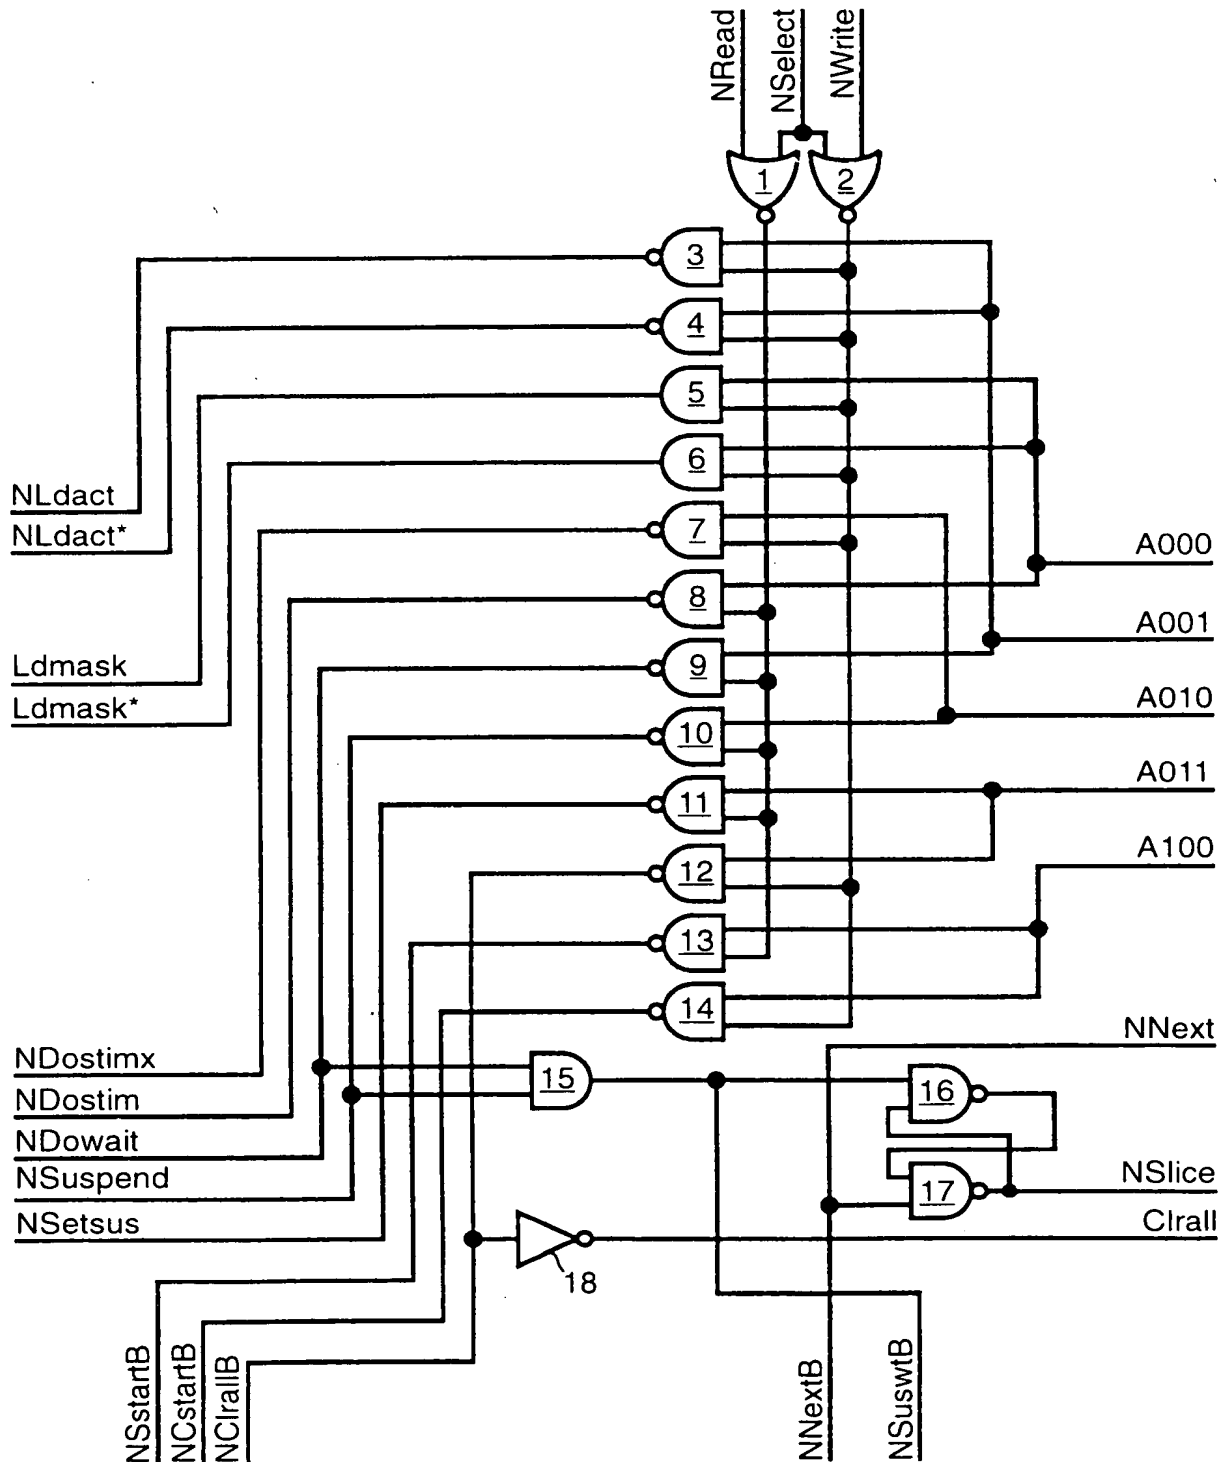 NRead
NSelect
NWrite
1
2
3
4
5
6
NLdact
NLdact*
7
A000
8
A001
Ldmask
9
Ldmask*
A010
10
A011
11
A100
12
13
14
NNext
NDostimx
15
16
NDostim
NDowait
NSuspend
NSlice
17
NSetsus
Clrall
18
NSstartB
NCstartB
NClrallB
NNextB
NSuswtB